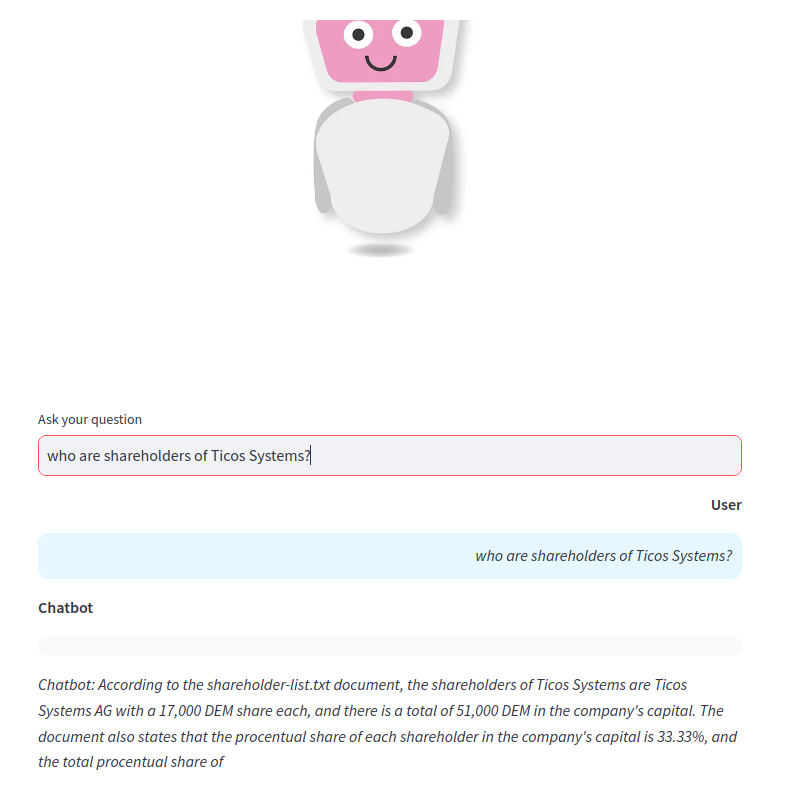 Ask your question
who are shareholders of Ticos Systems?
User
who are shareholders of Ticos Systems?
Chatbot
Chatbot: According to the shareholder-list.txt document, the shareholders of Ticos Systems are Ticos
Systems AG with a 17,000 DEM share each, and there is a total of 51,000 DEM in the company's capital. The
document also states that the procentual share of each shareholder in the company's capital is 33.33%, and
the total procentual share of